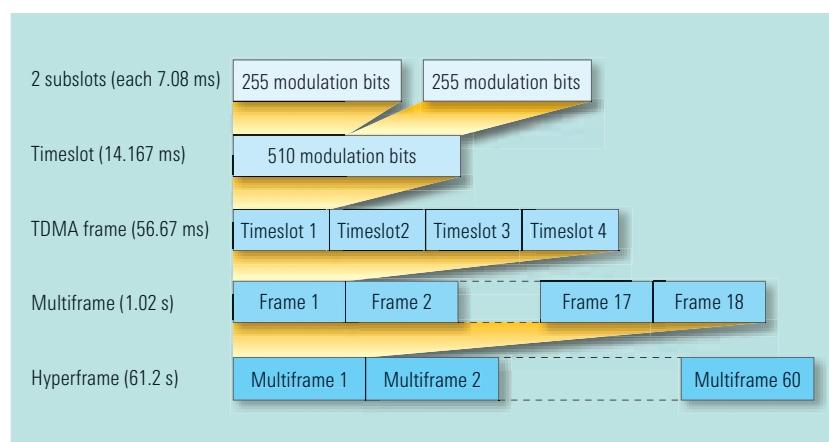 2 subslots (each 7.08 ms) 255 modulation bits 255 modulation bits
Timeslot (14.167 ms) 510 modulation bits
TDMA frame (56.67 ms) Timeslot 1 Timeslot2 Timeslot 3 Timeslot 4
Multiframe (1.02 s) Frame 1 Frame 2 Frame 17 Frame 18
Hyperframe (61.2 s) Multiframe 1 Multiframe 2 Multiframe 60